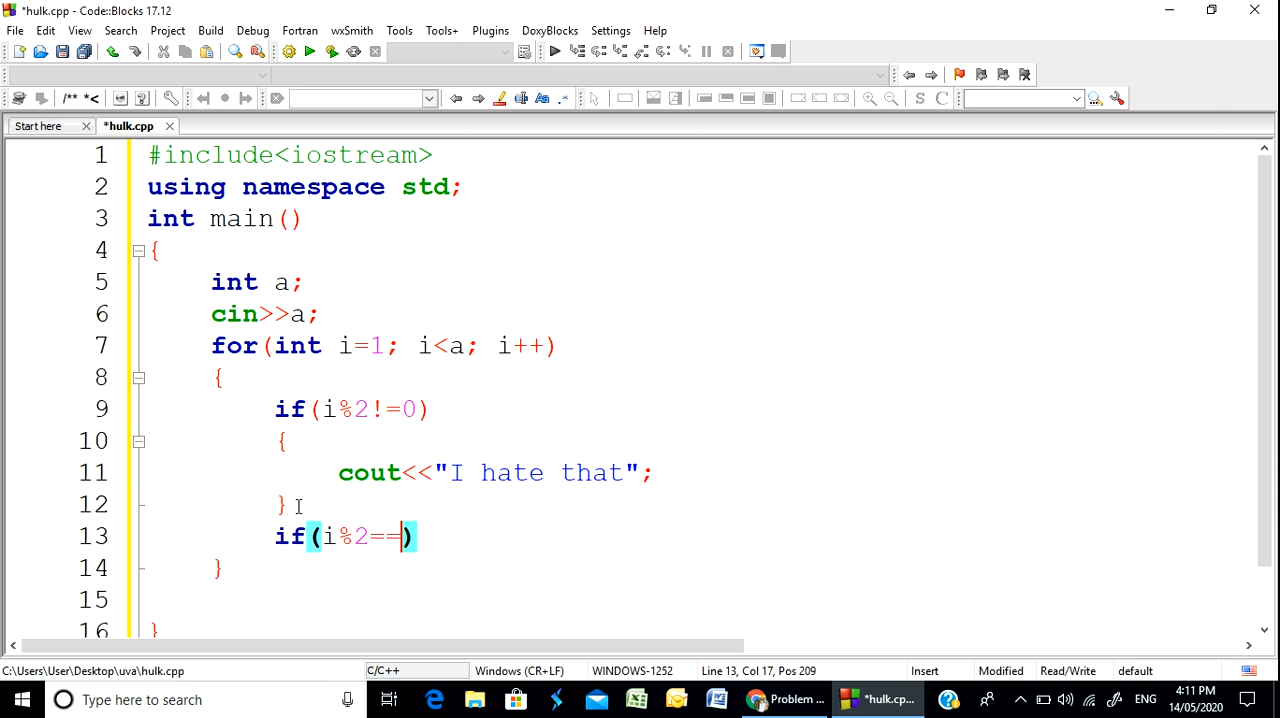 *hulk.cpp - Code::Blocks 17.12
File Edit View Search Project Build Debug Fortran wxSmith Tools Tools+ Plugins DoxyBlocks Settings Help
/** *<
S C
Start here *hulk.cpp
1 #include<iostream>
2 using namespace std;
3 int main()
4 {
5 int a;
6 cin>>a;
7 for(int i=1; i<a; i++)
8 {
9 if(i%2!=0)
10 {
11 cout<<"I hate that";
12 }
13 if(i%2==)
14 }
15
16 }
C:\Users\User\Desktop\uva\hulk.cpp C/C++ Windows (CR+LF) WINDOWS-1252 Line 13, Col 17, Pos 209 Insert Modified Read/Write default
Type here to search Problem ... *hulk.cp... ENG 4:11 PM
14/05/2020